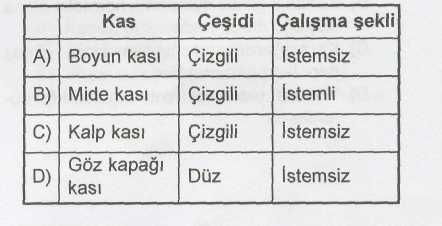 Kas Çeşidi Çalışma şekli
A) Boyun kası Çizgili İstemsiz
B) Mide kası Çizgili İstemli
C) Kalp kası Çizgili İstemsiz
D) Göz kapağı kası Düz İstemsiz